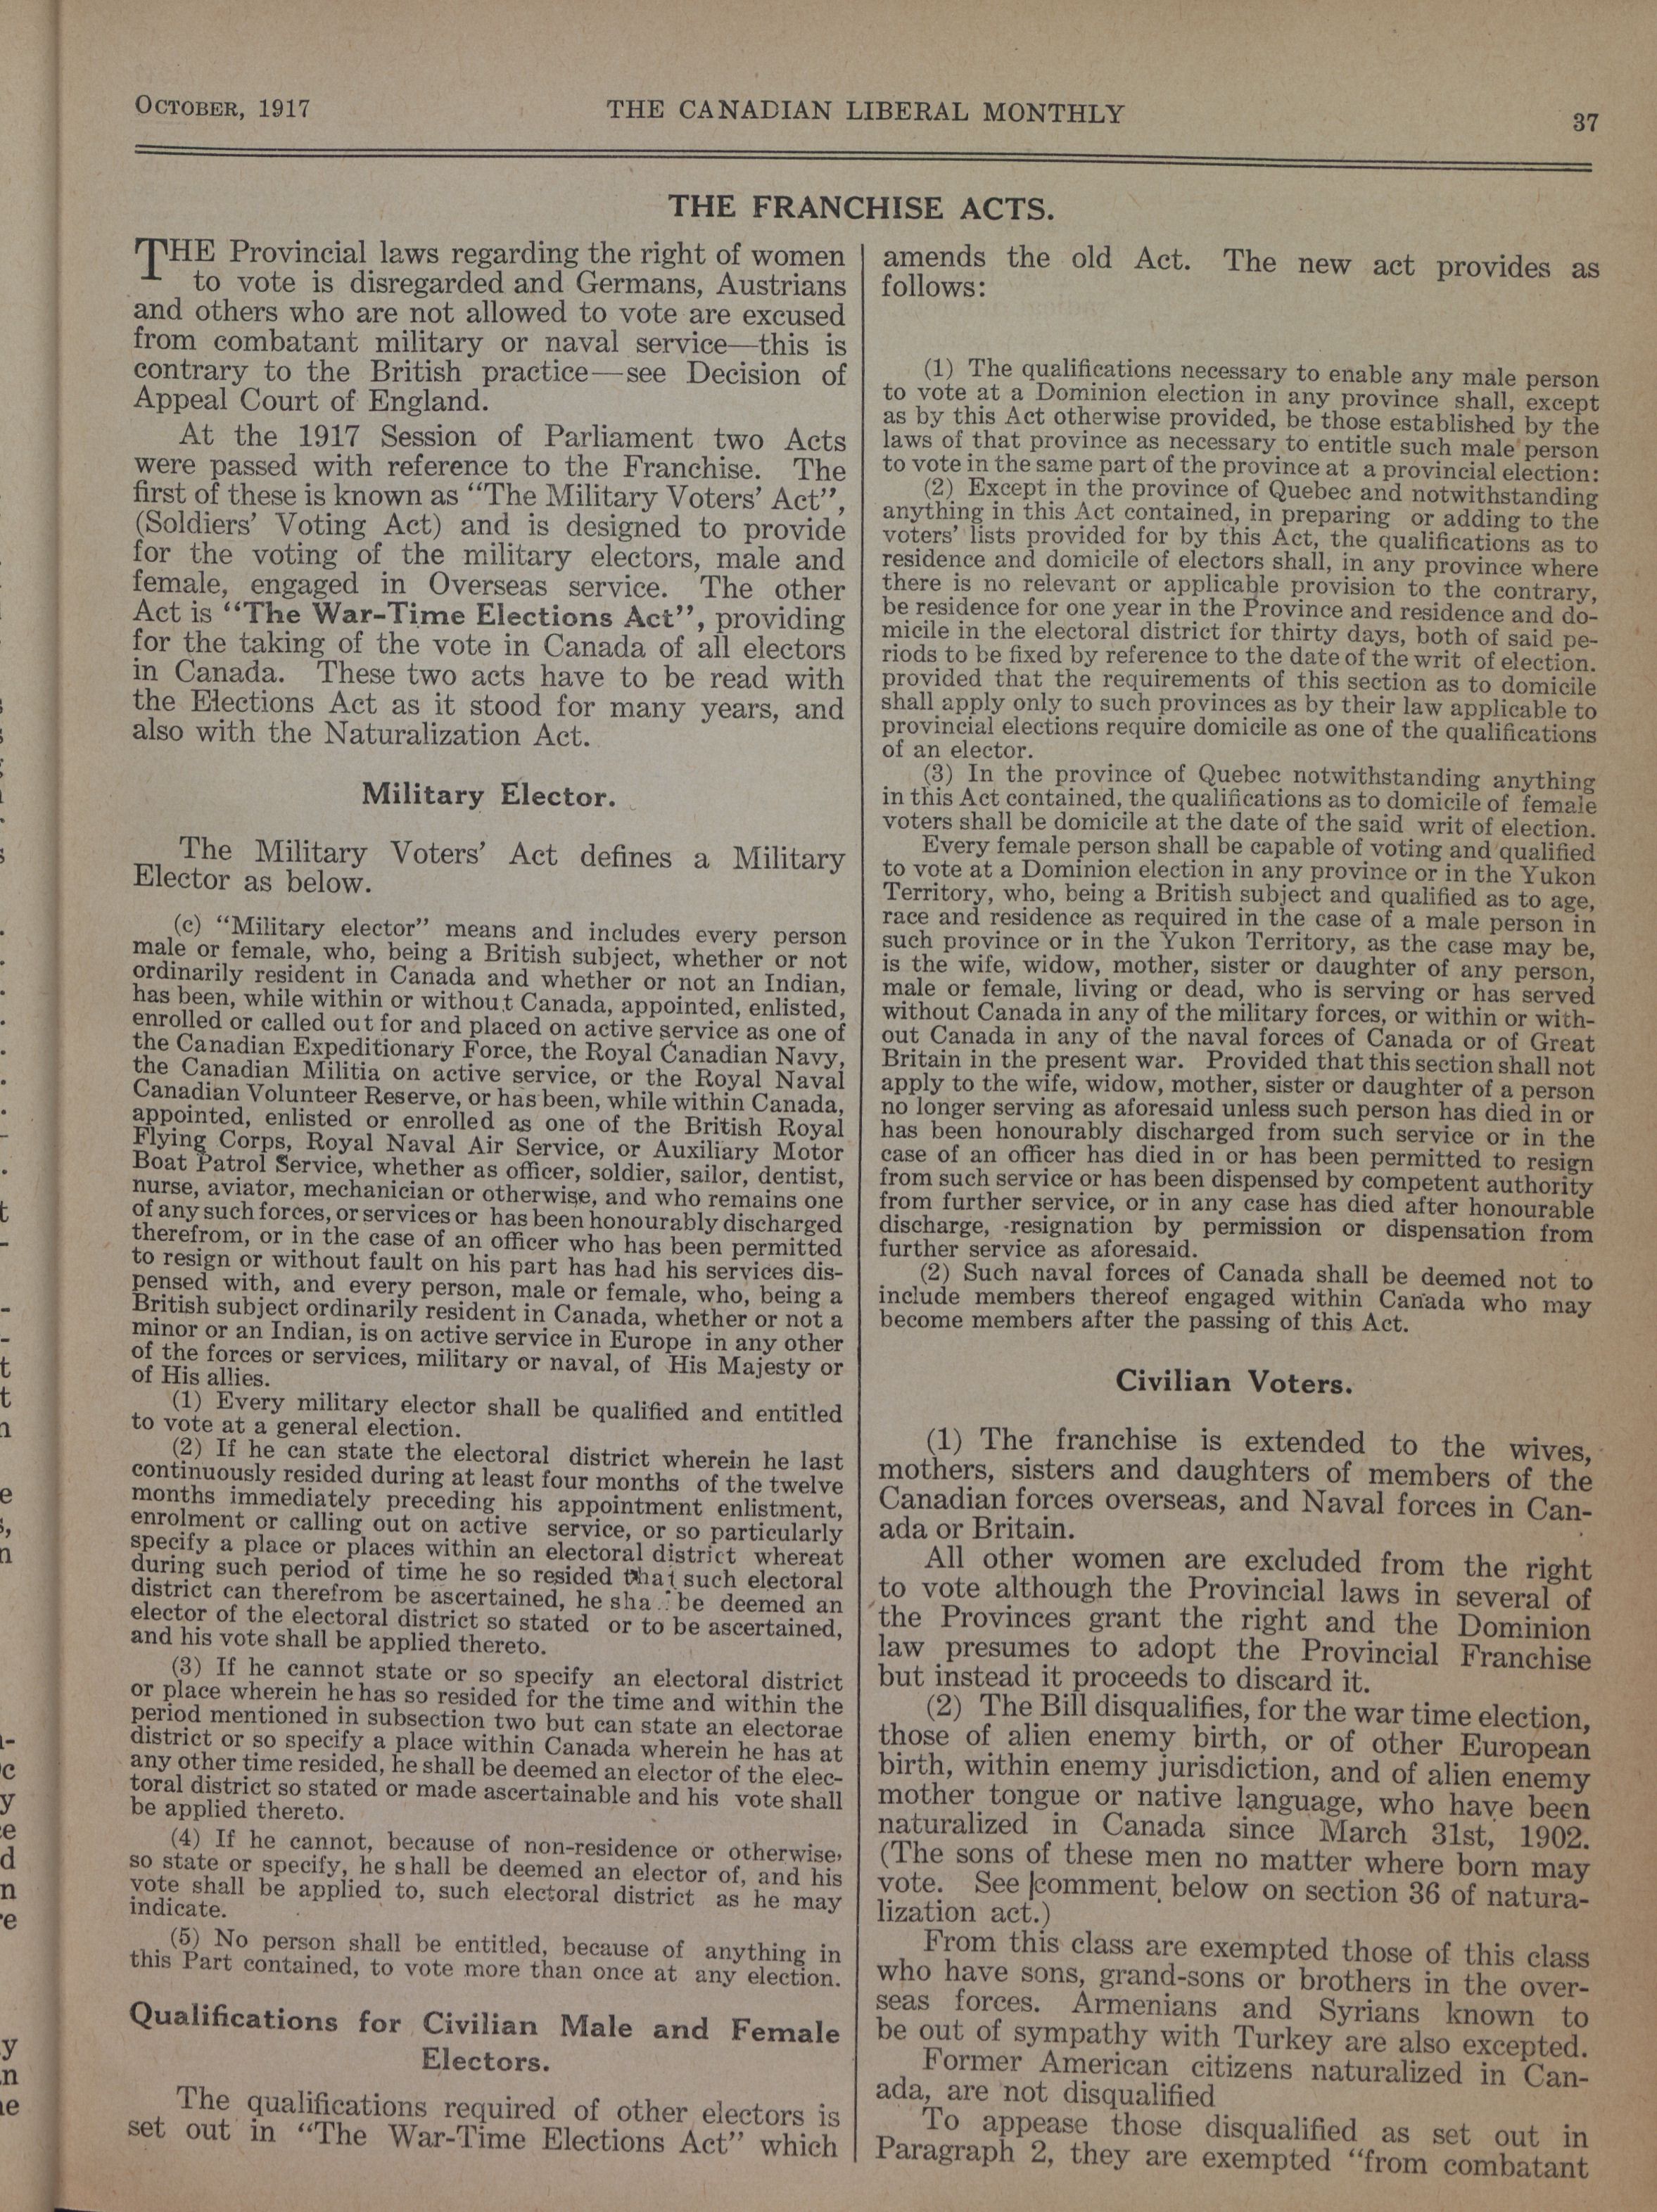 OCTOBER, 1917
THE CANADIAN LIBERAL MONTHLY
37
THE FRANCHISE ACTS.
THE Provincial laws regarding the right of women
to vote is disregarded and Germans, Austrians
and others who are not allowed to vote are excused
from combatant military or naval service—this is
contrary to the British practice—see Decision of
Appeal Court of England.
At the 1917 Session of Parliament two Acts
were passed with reference to the Franchise. The
first of these is known as “The Military Voters’ Act”,
(Soldiers’ Voting Act) and is designed to provide
for the voting of the military electors, male and
female, engaged in Overseas service. The other
Act is “The War-Time Elections Act”, providing
for the taking of the vote in Canada of all electors
in Canada. These two acts have to be read with
the Elections Act as it stood for many years, and
also with the Naturalization Act.
Military Elector.
The Military Voters’ Act defines a Military
Elector as below.
(c) “Military elector” means and includes every person
male or female, who, being a British subject, whether or not
ordinarily resident in Canada and whether or not an Indian,
has been, while within or without Canada, appointed, enlisted,
enrolled or called out for and placed on active service as one of
the Canadian Expeditionary Force, the Royal Canadian Navy,
the Canadian Militia on active service, or the Royal Naval
Canadian Volunteer Reserve, or has been, while within Canada,
appointed, enlisted or enrolled as one of the British Royal
Flying Corps, Royal Naval Air Service, or Auxiliary Motor
Boat Patrol Service, whether as officer, soldier, sailor, dentist,
nurse, aviator, mechanician or otherwise, and who remains one
of any such forces, or services or has been honourably discharged
therefrom, or in the case of an officer who has been permitted
to resign or without fault on his part has had his services dis-
pensed with, and every person, male or female, who, being a
British subject ordinarily resident in Canada, whether or not a
minor or an Indian, is on active service in Europe in any other
of the forces or services, military or naval, of His Majesty or
of His allies.
(1) Every military elector shall be qualified and entitled
to vote at a general election.
(2) If he can state the electoral district wherein he last
continuously resided during at least four months of the twelve
months immediately preceding his appointment enlistment,
enrolment or calling out on active service, or so particularly
specify a place or places within an electoral district whereat
during such period of time he so resided that such electoral
district can therefrom be ascertained, he sha be deemed an
elector of the electoral district so stated or to be ascertained,
and his vote shall be applied thereto.
(3) If he cannot state or so specify an electoral district
or place wherein he has so resided for the time and within the
period mentioned in subsection two but can state an electorae
district or so specify a place within Canada wherein he has at
any other time resided, he shall be deemed an elector of the elec-
toral district so stated or made ascertainable and his vote shall
be applied thereto.
(4) If he cannot, because of non-residence or otherwise,
so state or specify, he shall be deemed an elector of, and his
vote shall be applied to, such electoral district as he may
indicate.
(5) No person shall be entitled, because of anything in
this Part contained, to vote more than once at any election.
Qualifications for Civilian Male and Female
Electors.
The qualifications required of other electors is
set out in “The War-Time Elections Act” which
amends the old Act. The new act provides as
follows:
(1) The qualifications necessary to enable any male person
to vote at a Dominion election in any province shall, except
as by this Act otherwise provided, be those established by the
laws of that province as necessary to entitle such male person
to vote in the same part of the province at a provincial election:
(2) Except in the province of Quebec and notwithstanding
anything in this Act contained, in preparing or adding to the
voters’ lists provided for by this Act, the qualifications as to
residence and domicile of electors shall, in any province where
there is no relevant or applicable provision to the contrary,
be residence for one year in the Province and residence and do-
micile in the electoral district for thirty days, both of said pe-
riods to be fixed by reference to the date of the writ of election.
provided that the requirements of this section as to domicile
shall apply only to such provinces as by their law applicable to
provincial elections require domicile as one of the qualifications
of an elector.
(3) In the province of Quebec notwithstanding anything
in this Act contained, the qualifications as to domicile of female
voters shall be domicile at the date of the said writ of election.
Every female person shall be capable of voting and qualified
to vote at a Dominion election in any province or in the Yukon
Territory, who, being a British subject and qualified as to age,
race and residence as required in the case of a male person in
such province or in the Yukon Territory, as the case may be,
is the wife, widow, mother, sister or daughter of any person,
male or female, living or dead, who is serving or has served
without Canada in any of the military forces, or within or with-
out Canada in any of the naval forces of Canada or of Great
Britain in the present war. Provided that this section shall not
apply to the wife, widow, mother, sister or daughter of a person
no longer serving as aforesaid unless such person has died in or
has been honourably discharged from such service or in the
case of an officer has died in or has been permitted to resign
from such service or has been dispensed by competent authority
from further service, or in any case has died after honourable
discharge, -resignation by permission or dispensation from
further service as aforesaid.
(2) Such naval forces of Canada shall be deemed not to
include members thereof engaged within Canada who may
become members after the passing of this Act.
Civilian Voters.
(1) The franchise is extended to the wives,
mothers, sisters and daughters of members of the
Canadian forces overseas, and Naval forces in Can-
ada or Britain.
All other women are excluded from the right
to vote although the Provincial laws in several of
the Provinces grant the right and the Dominion
law presumes to adopt the Provincial Franchise
but instead it proceeds to discard it.
(2) The Bill disqualifies, for the war time election,
those of alien enemy birth, or of other European
birth, within enemy jurisdiction, and of alien enemy
mother tongue or native language, who have been
naturalized in Canada since March 31st, 1902.
(The sons of these men no matter where born may
vote. See comment below on section 36 of natura-
lization act.)
From this class are exempted those of this class
who have sons, grand-sons or brothers in the over-
seas forces. Armenians and Syrians known to
be out of sympathy with Turkey are also excepted.
Former American citizens naturalized in Can-
ada, are not disqualified
To appease those disqualified as set out in
Paragraph 2, they are exempted “from combatant